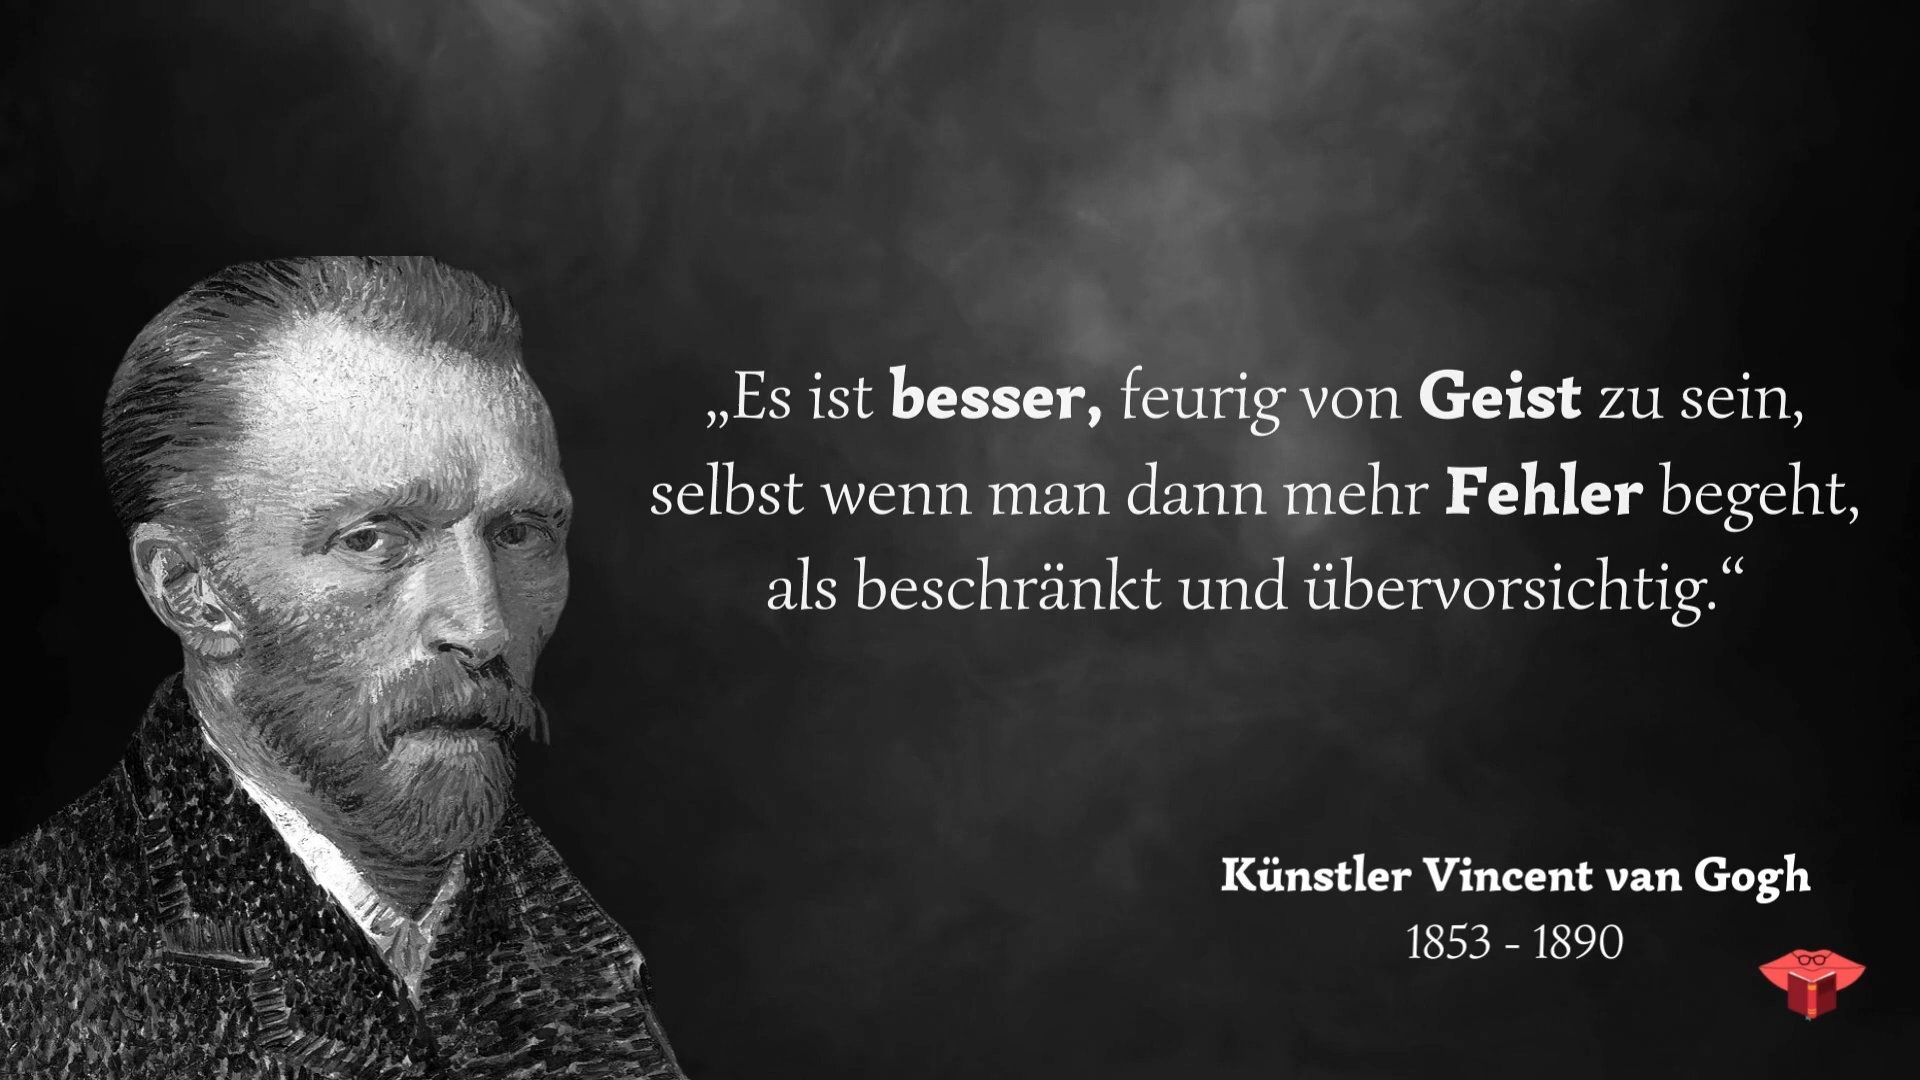 „Es ist besser, feurig von Geist zu sein,
selbst wenn man dann mehr Fehler begeht,
als beschränkt und übervorsichtig.“
Künstler Vincent van Gogh
1853 - 1890